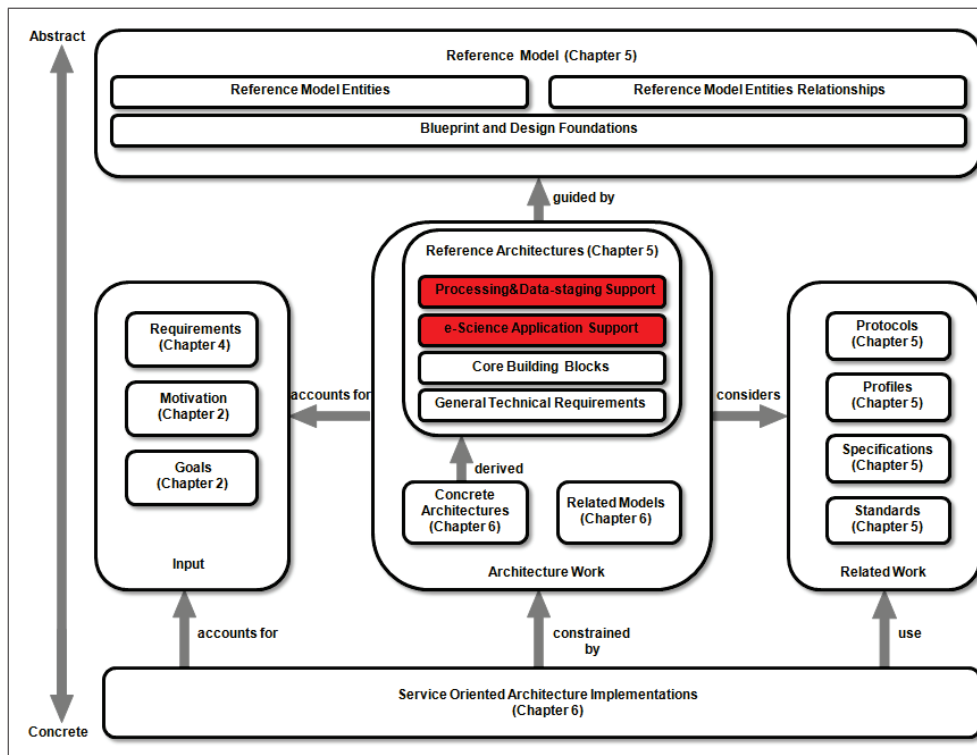 Abstract
Reference Model (Chapter 5)
Reference Model Entities
Reference Model Entities Relationships
Blueprint and Design Foundations
guided by
Reference Architectures (Chapter 5)
Processing&Data-staging Support
e-Science Application Support
Core Building Blocks
General Technical Requirements
derived
Concrete
Architectures
(Chapter 6)
Related Models
(Chapter 6)
Architecture Work
accounts for
Requirements
(Chapter 4)
Motivation
(Chapter 2)
Goals
(Chapter 2)
Input
considers
Protocols
(Chapter 5)
Profiles
(Chapter 5)
Specifications
(Chapter 5)
Standards
(Chapter 5)
Related Work
accounts for
constrained
by
use
Service Oriented Architecture Implementations
(Chapter 6)
Concrete